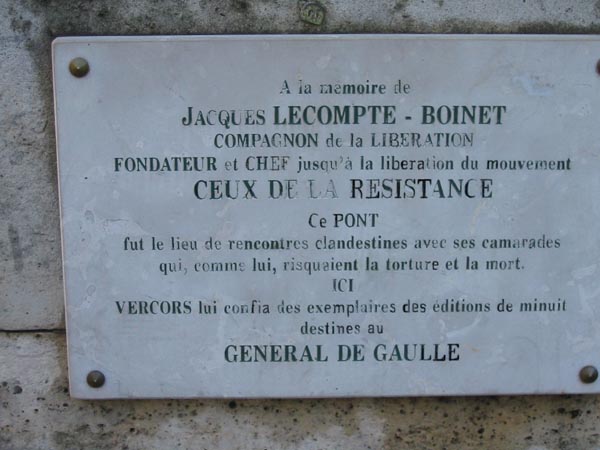 A la memoire de
JACQUES LECOMPTE - BOINET
COMPAGNON de la LIBERATION
FONDATEUR et CHEF jusqu'à la liberation du mouvement
CEUX DE LA RESISTANCE
Ce PONT
fut le lieu de rencontres clandestines avec ses camarades
qui, comme lui, risquaient la torture et la mort.
ICI
VERCORS lui confia des exemplaires des éditions de minuit
destines au
GENERAL DE GAULLE